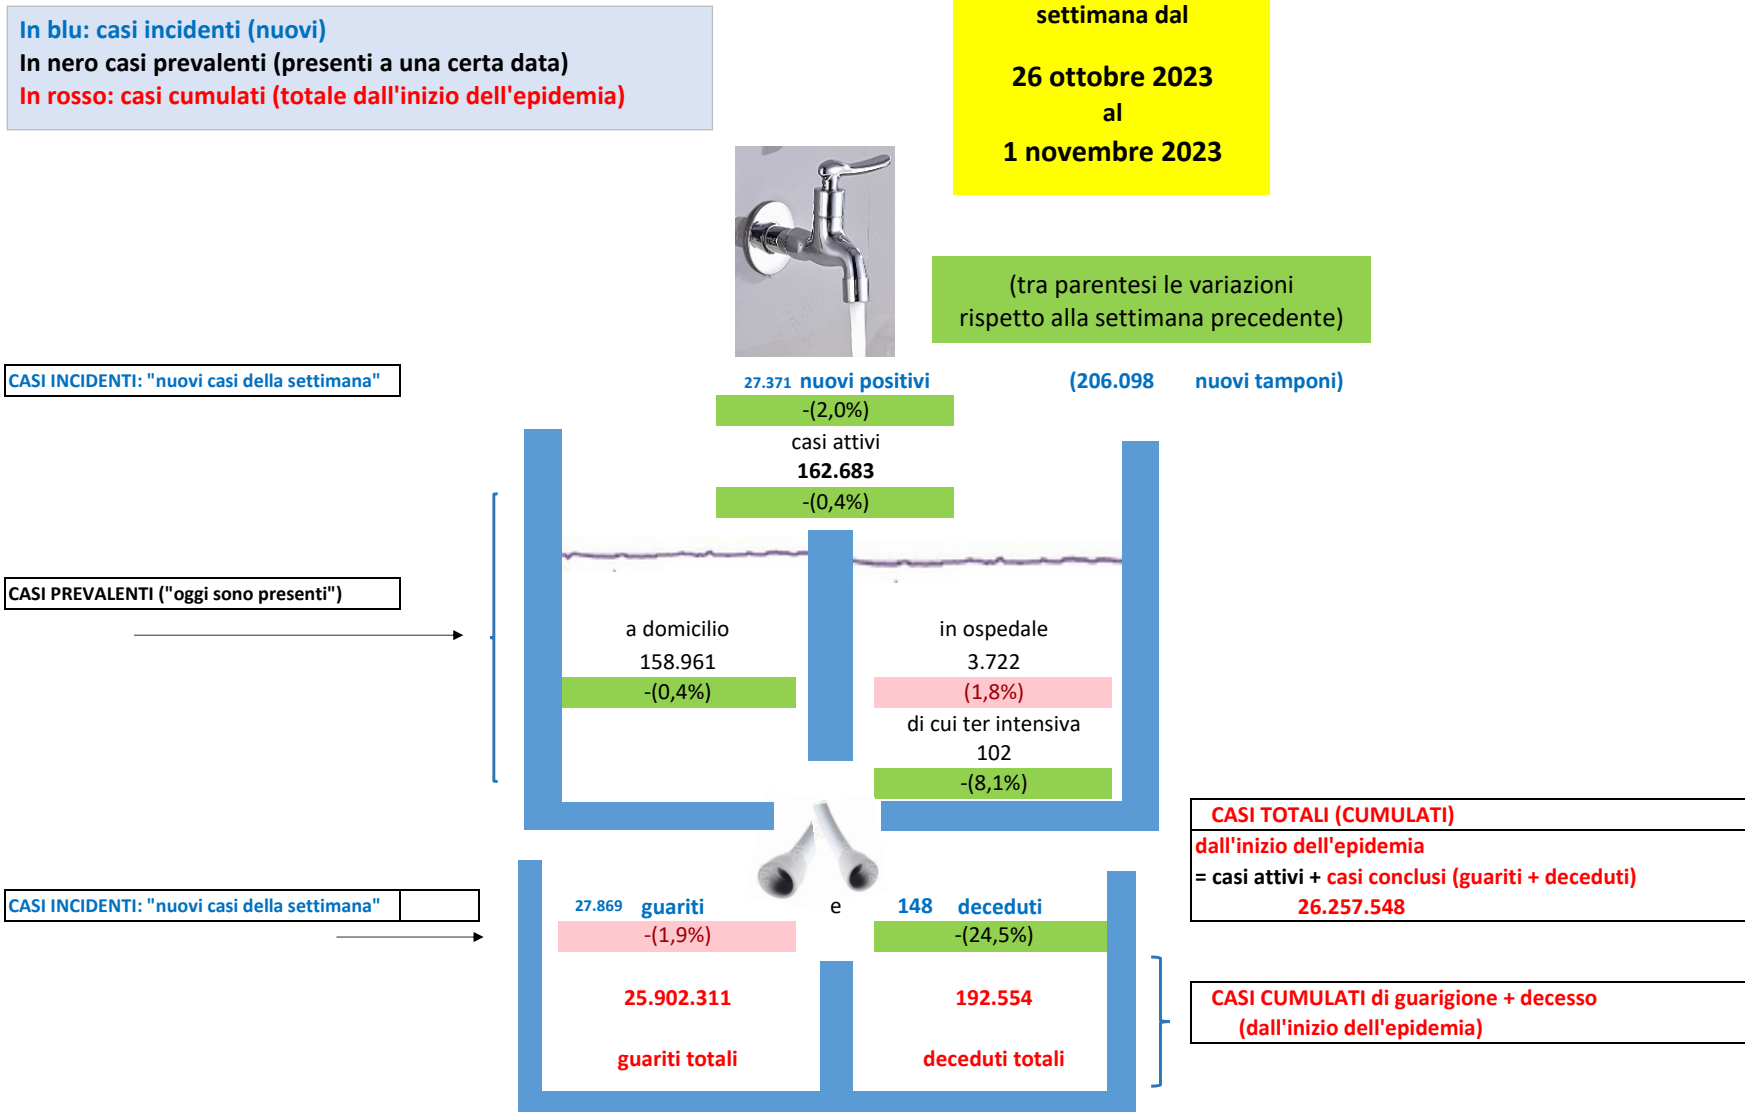 In blu: casi incidenti (nuovi)
In nero casi prevalenti (presenti a una certa data)
In rosso: casi cumulati (totale dall'inizio dell'epidemia)
settimana dal
26 ottobre 2023
al
1 novembre 2023
(tra parentesi le variazioni
rispetto alla settimana precedente)
CASI INCIDENTI: "nuovi casi della settimana"
27.371 nuovi positivi
(206.098 nuovi tamponi)
-(2,0%)
casi attivi
162.683
-(0,4%)
CASI PREVALENTI ("oggi sono presenti")
a domicilio
158.961
-(0,4%)
in ospedale
3.722
(1,8%)
di cui ter intensiva
102
-(8,1%)
CASI TOTALI (CUMULATI)
dall'inizio dell'epidemia
= casi attivi + casi conclusi (guariti + deceduti)
26.257.548
CASI INCIDENTI: "nuovi casi della settimana"
27.869 guariti
e
148 deceduti
-(1,9%)
-(24,5%)
25.902.311
192.554
guariti totali
deceduti totali
CASI CUMULATI di guarigione + decesso
(dall'inizio dell'epidemia)